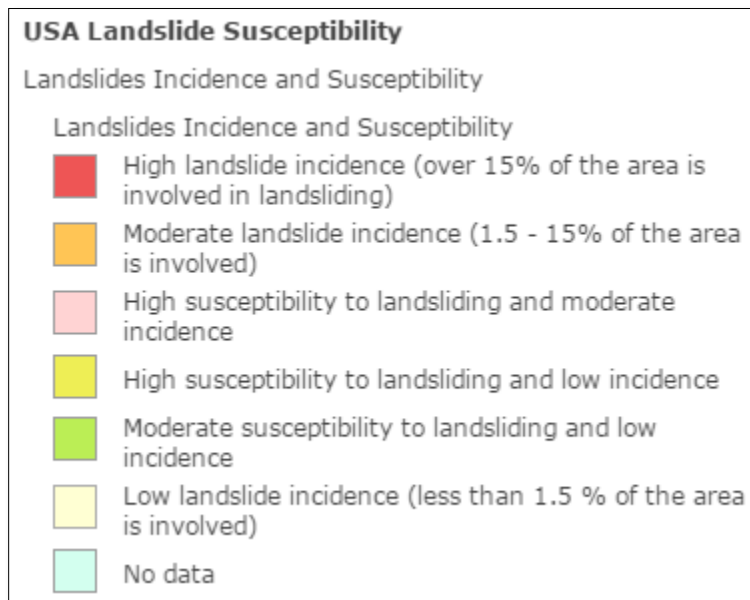 USA Landslide Susceptibility
Landslides Incidence and Susceptibility
Landslides Incidence and Susceptibility
High landslide incidence (over 15% of the area is
involved in landsliding)
Moderate landslide incidence (1.5 - 15% of the area
is involved)
High susceptibility to landsliding and moderate
incidence
High susceptibility to landsliding and low incidence
Moderate susceptibility to landsliding and low
incidence
Low landslide incidence (less than 1.5 % of the area
is involved)
No data